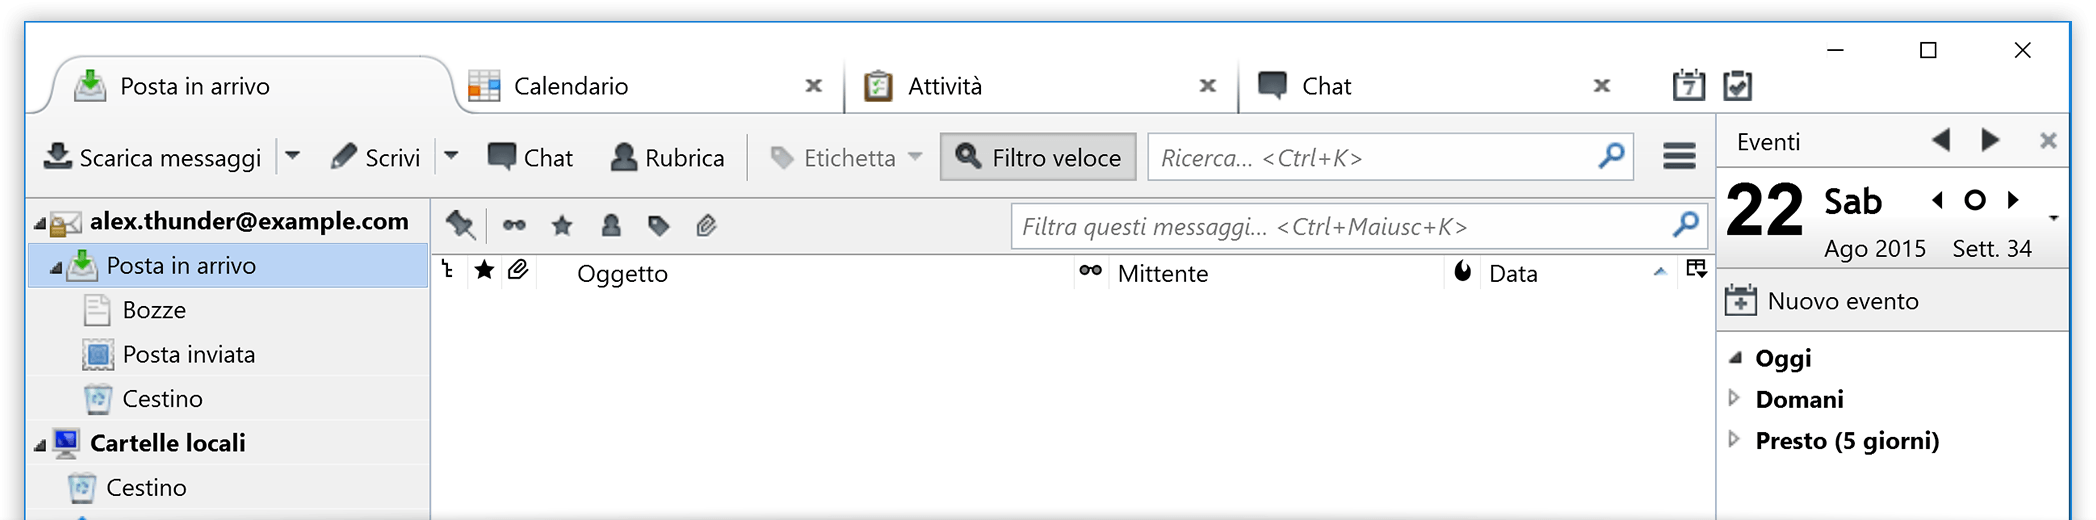 Posta in arrivo
Calendario
Attività
Chat
7
Scarica messaggi
Scrivi
Chat
Rubrica
Etichetta
Filtro veloce
Ricerca... <Ctrl+K>
Eventi
alex.thunder@example.com
Posta in arrivo
Bozze
Posta inviata
Cestino
Cartelle locali
Cestino
Filtra questi messaggi... <Ctrl+Maiusc+K>
Oggetto
Mittente
Data
22
Sab
Ago 2015
Sett. 34
Nuovo evento
Oggi
Domani
Presto (5 giorni)